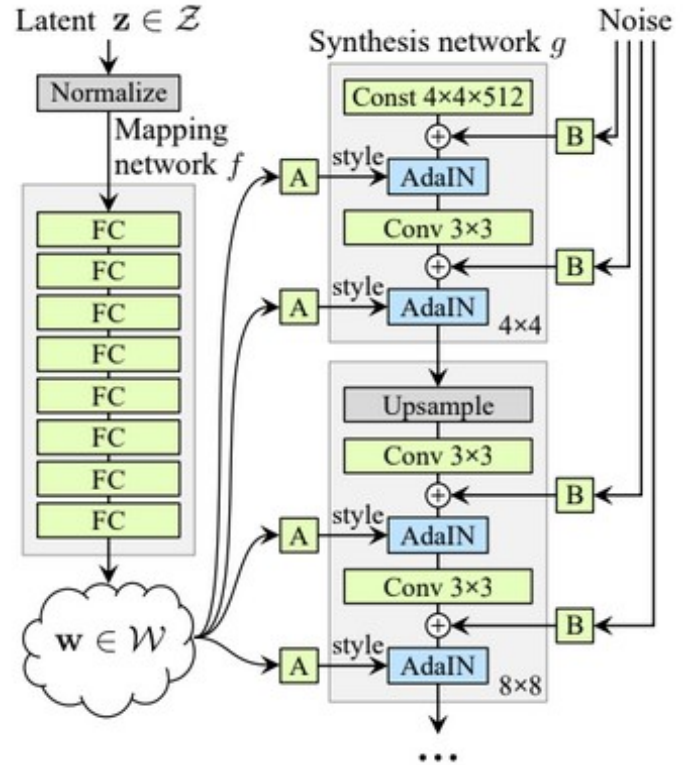 Latent z ∈ Z
Normalize
Mapping
network f
FC
FC
FC
FC
FC
FC
FC
FC
w ∈ W
Synthesis network g
Noise
Const 4×4×512
B
A
style
AdaIN
Conv 3×3
B
A
style
AdaIN
4×4
Upsample
Conv 3×3
B
A
style
AdaIN
Conv 3×3
B
A
style
AdaIN
8×8
...